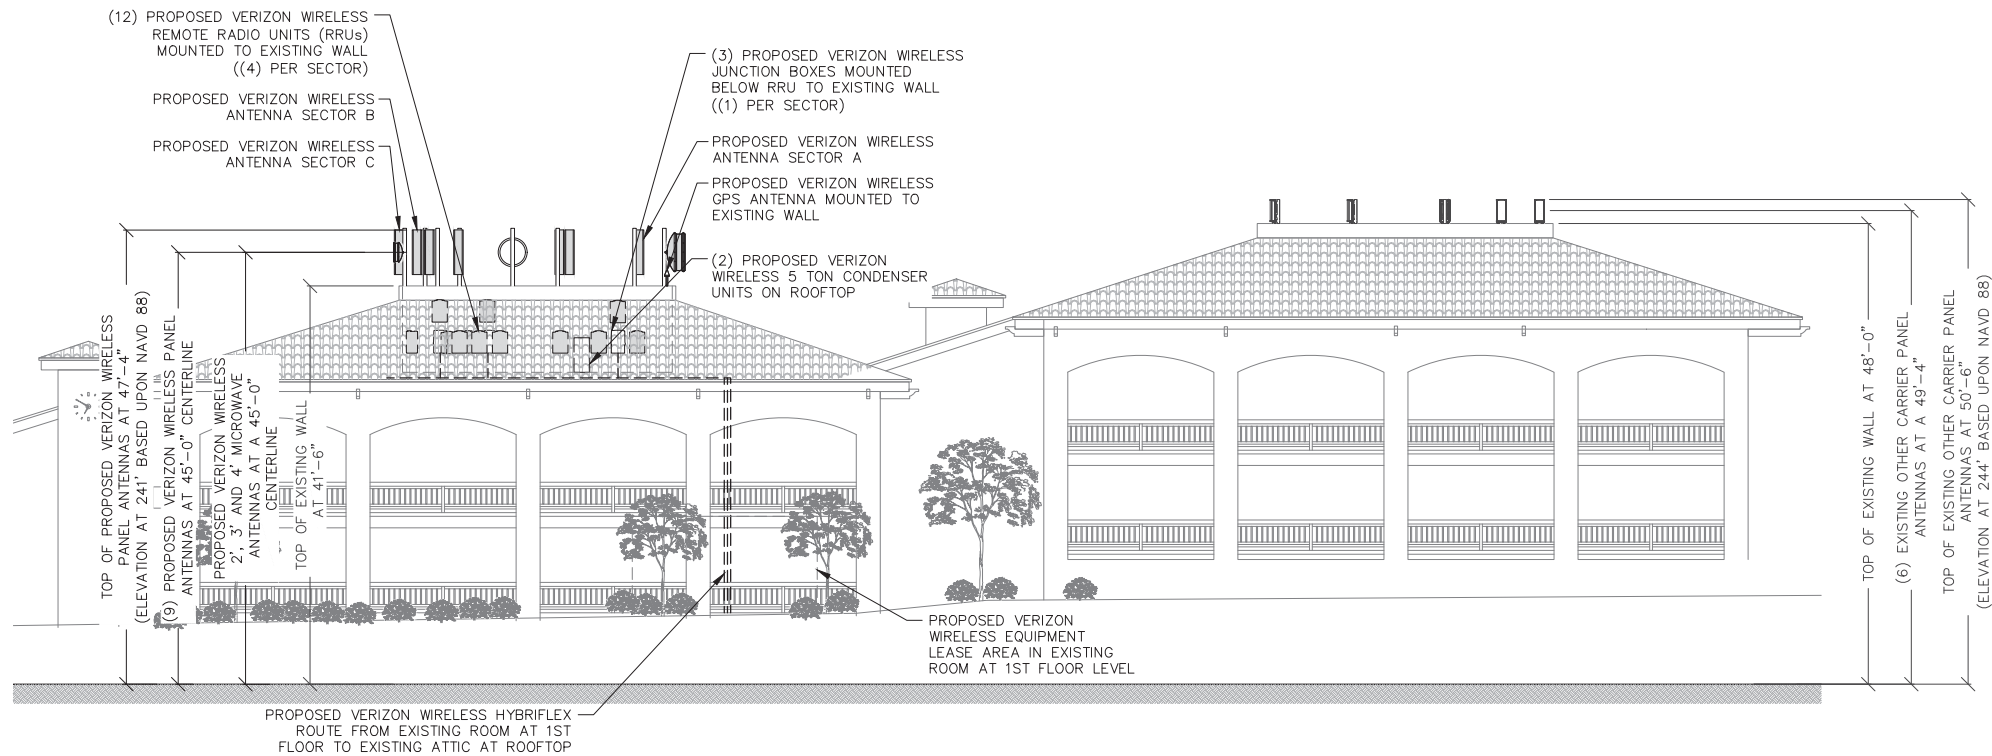 (12) PROPOSED VERIZON WIRELESS
REMOTE RADIO UNITS (RRUs)
MOUNTED TO EXISTING WALL
((4) PER SECTOR)
PROPOSED VERIZON WIRELESS
ANTENNA SECTOR B
PROPOSED VERIZON WIRELESS
ANTENNA SECTOR C
(3) PROPOSED VERIZON WIRELESS
JUNCTION BOXES MOUNTED
BELOW RRU TO EXISTING WALL
((1) PER SECTOR)
PROPOSED VERIZON WIRELESS
ANTENNA SECTOR A
PROPOSED VERIZON WIRELESS
GPS ANTENNA MOUNTED TO
EXISTING WALL
(2) PROPOSED VERIZON
WIRELESS 5 TON CONDENSER
UNITS ON ROOFTOP
TOP OF PROPOSED VERIZON WIRELESS
PANEL ANTENNAS AT 47'-4"
(ELEVATION AT 241' BASED UPON NAVD 88)
(9) PROPOSED VERIZON WIRELESS PANEL
ANTENNAS AT 45'-0" CENTERLINE
PROPOSED VERIZON WIRELESS
2', 3' AND 4' MICROWAVE
ANTENNAS AT A 45'-0"
CENTERLINE
TOP OF EXISTING WALL
AT 41'-6"
TOP OF EXISTING WALL AT 48'-0"
(6) EXISTING OTHER CARRIER PANEL
ANTENNAS AT A 49'-4"
TOP OF EXISTING OTHER CARRIER PANEL
ANTENNAS AT 50'-6"
(ELEVATION AT 244' BASED UPON NAVD 88)
PROPOSED VERIZON
WIRELESS EQUIPMENT
LEASE AREA IN EXISTING
ROOM AT 1ST FLOOR LEVEL
PROPOSED VERIZON WIRELESS HYBRIFLEX
ROUTE FROM EXISTING ROOM AT 1ST
FLOOR TO EXISTING ATTIC AT ROOFTOP